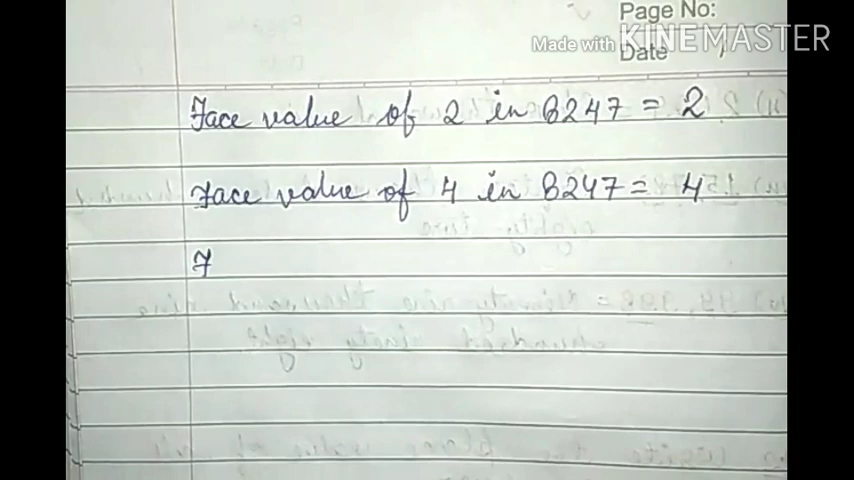 Page No:
Made with KINEMASTER
Date /
Face value of 2 in 8247 = 2
Face value of 4 in 8247 = 4
F